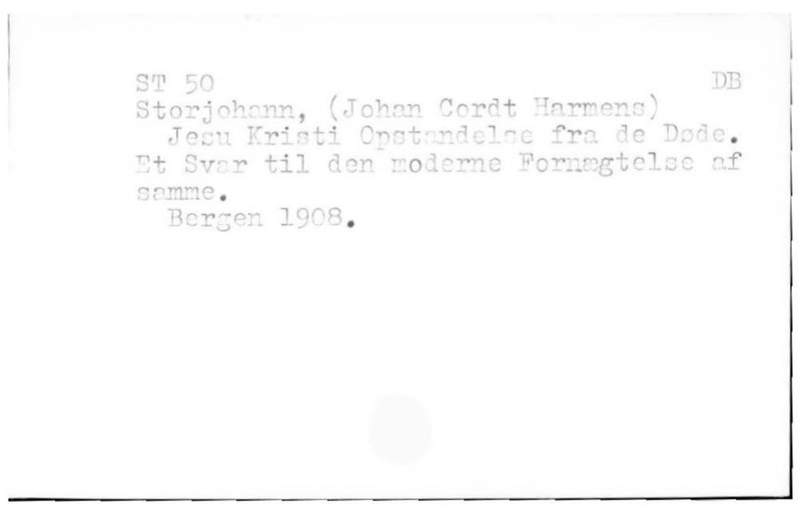 ST 50 DB
Storjohann, (Johan Cordt Harmens)
Jesu Kristi Opstandelse fra de Døde.
Et Svar til den moderne Fornægtelse af
samme.
Bergen 1908.